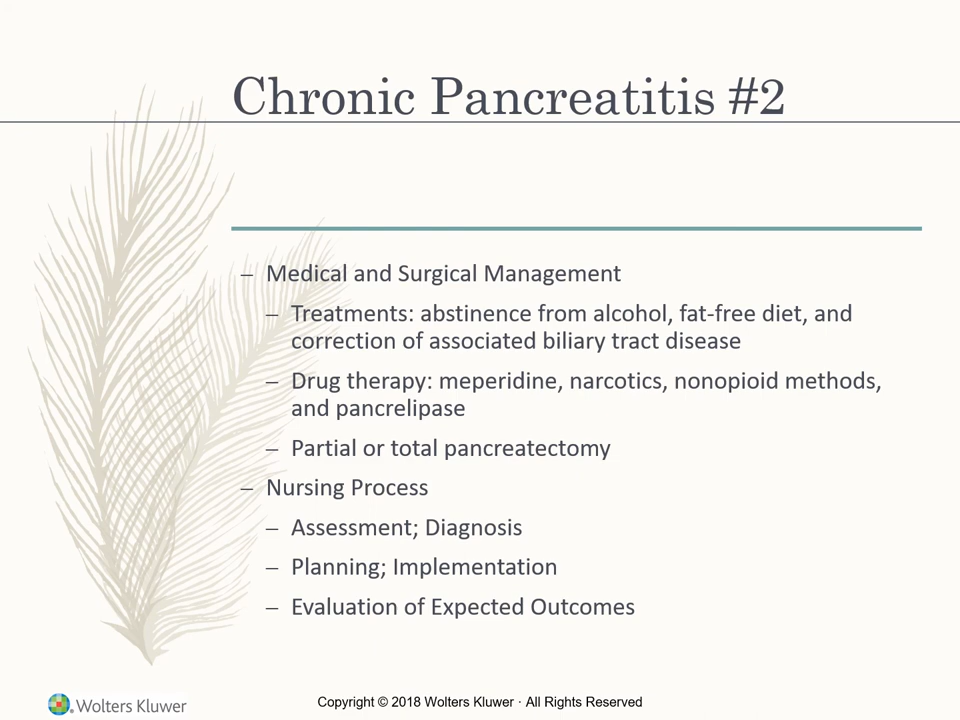 Chronic Pancreatitis #2
– Medical and Surgical Management
– Treatments: abstinence from alcohol, fat-free diet, and
correction of associated biliary tract disease
– Drug therapy: meperidine, narcotics, nonopioid methods,
and pancrelipase
– Partial or total pancreatectomy
– Nursing Process
– Assessment; Diagnosis
– Planning; Implementation
– Evaluation of Expected Outcomes
Wolters Kluwer
Copyright © 2018 Wolters Kluwer · All Rights Reserved